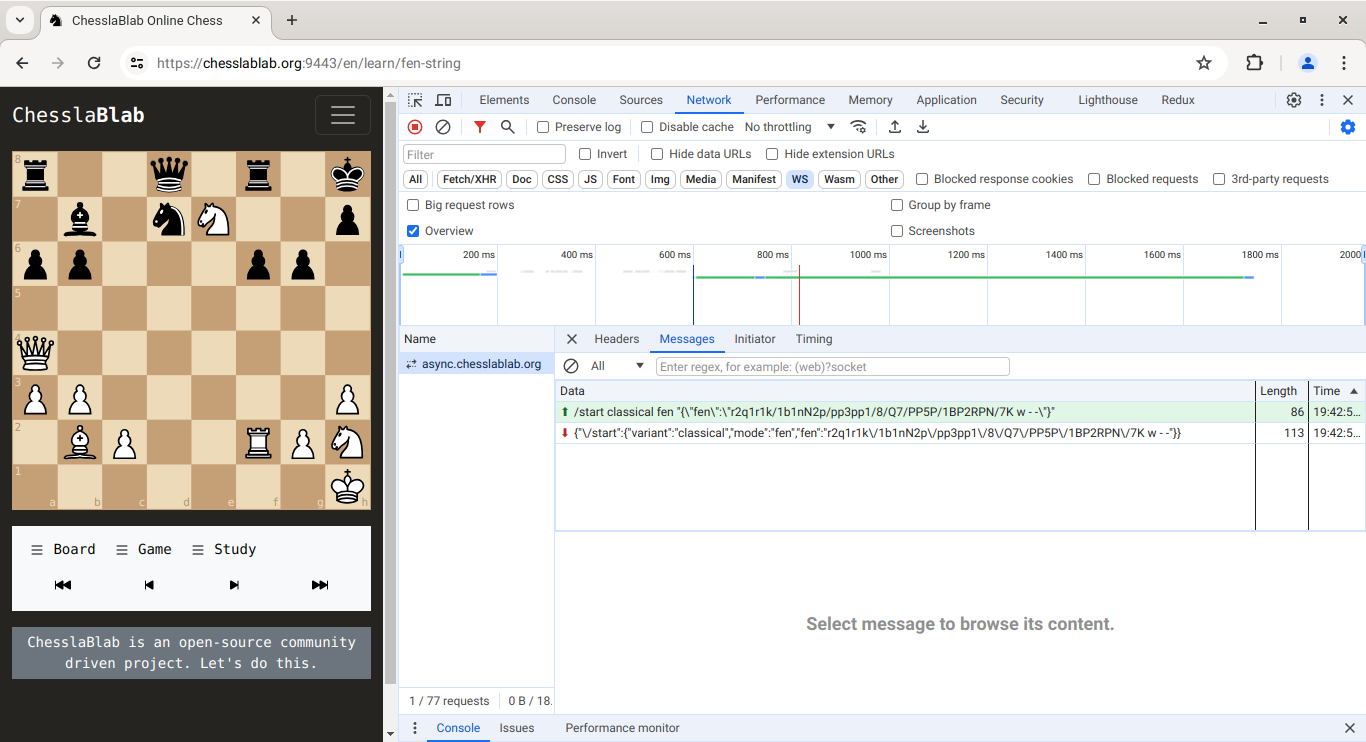 ChesslaBlab Online Chess
https://chesslablab.org:9443/en/learn/fen-string
ChesslaBlab
8
7
6
5
4
3
2
1
a b c d e f g h
Board Game Study
ChesslaBlab is an open-source community
driven project. Let's do this.
Elements Console Sources Network Performance Memory Application Security Lighthouse Redux
Preserve log Disable cache No throttling
Filter Invert Hide data URLs Hide extension URLs
All Fetch/XHR Doc CSS JS Font Img Media Manifest WS Wasm Other Blocked response cookies Blocked requests 3rd-party requests
Big request rows Group by frame
Overview Screenshots
200 ms 400 ms 600 ms 800 ms 1000 ms 1200 ms 1400 ms 1600 ms 1800 ms 2000
Name Headers Messages Initiator Timing
async.chesslablab.org All Enter regex, for example: (web)?socket
Data Length Time
/start classical fen "{\"fen\":\"r2q1r1k/1b1nN2p/pp3pp1/8/Q7/PP5P/1BP2RPN/7K w - -\"}" 86 19:42:5...
{"\/start":{"variant":"classical","mode":"fen","fen":"r2q1r1k\/1b1nN2p\/pp3pp1\/8\/Q7\/PP5P\/1BP2RPN\/7K w - -"}} 113 19:42:5...
Select message to browse its content.
1 / 77 requests 0 B / 18.
Console Issues Performance monitor